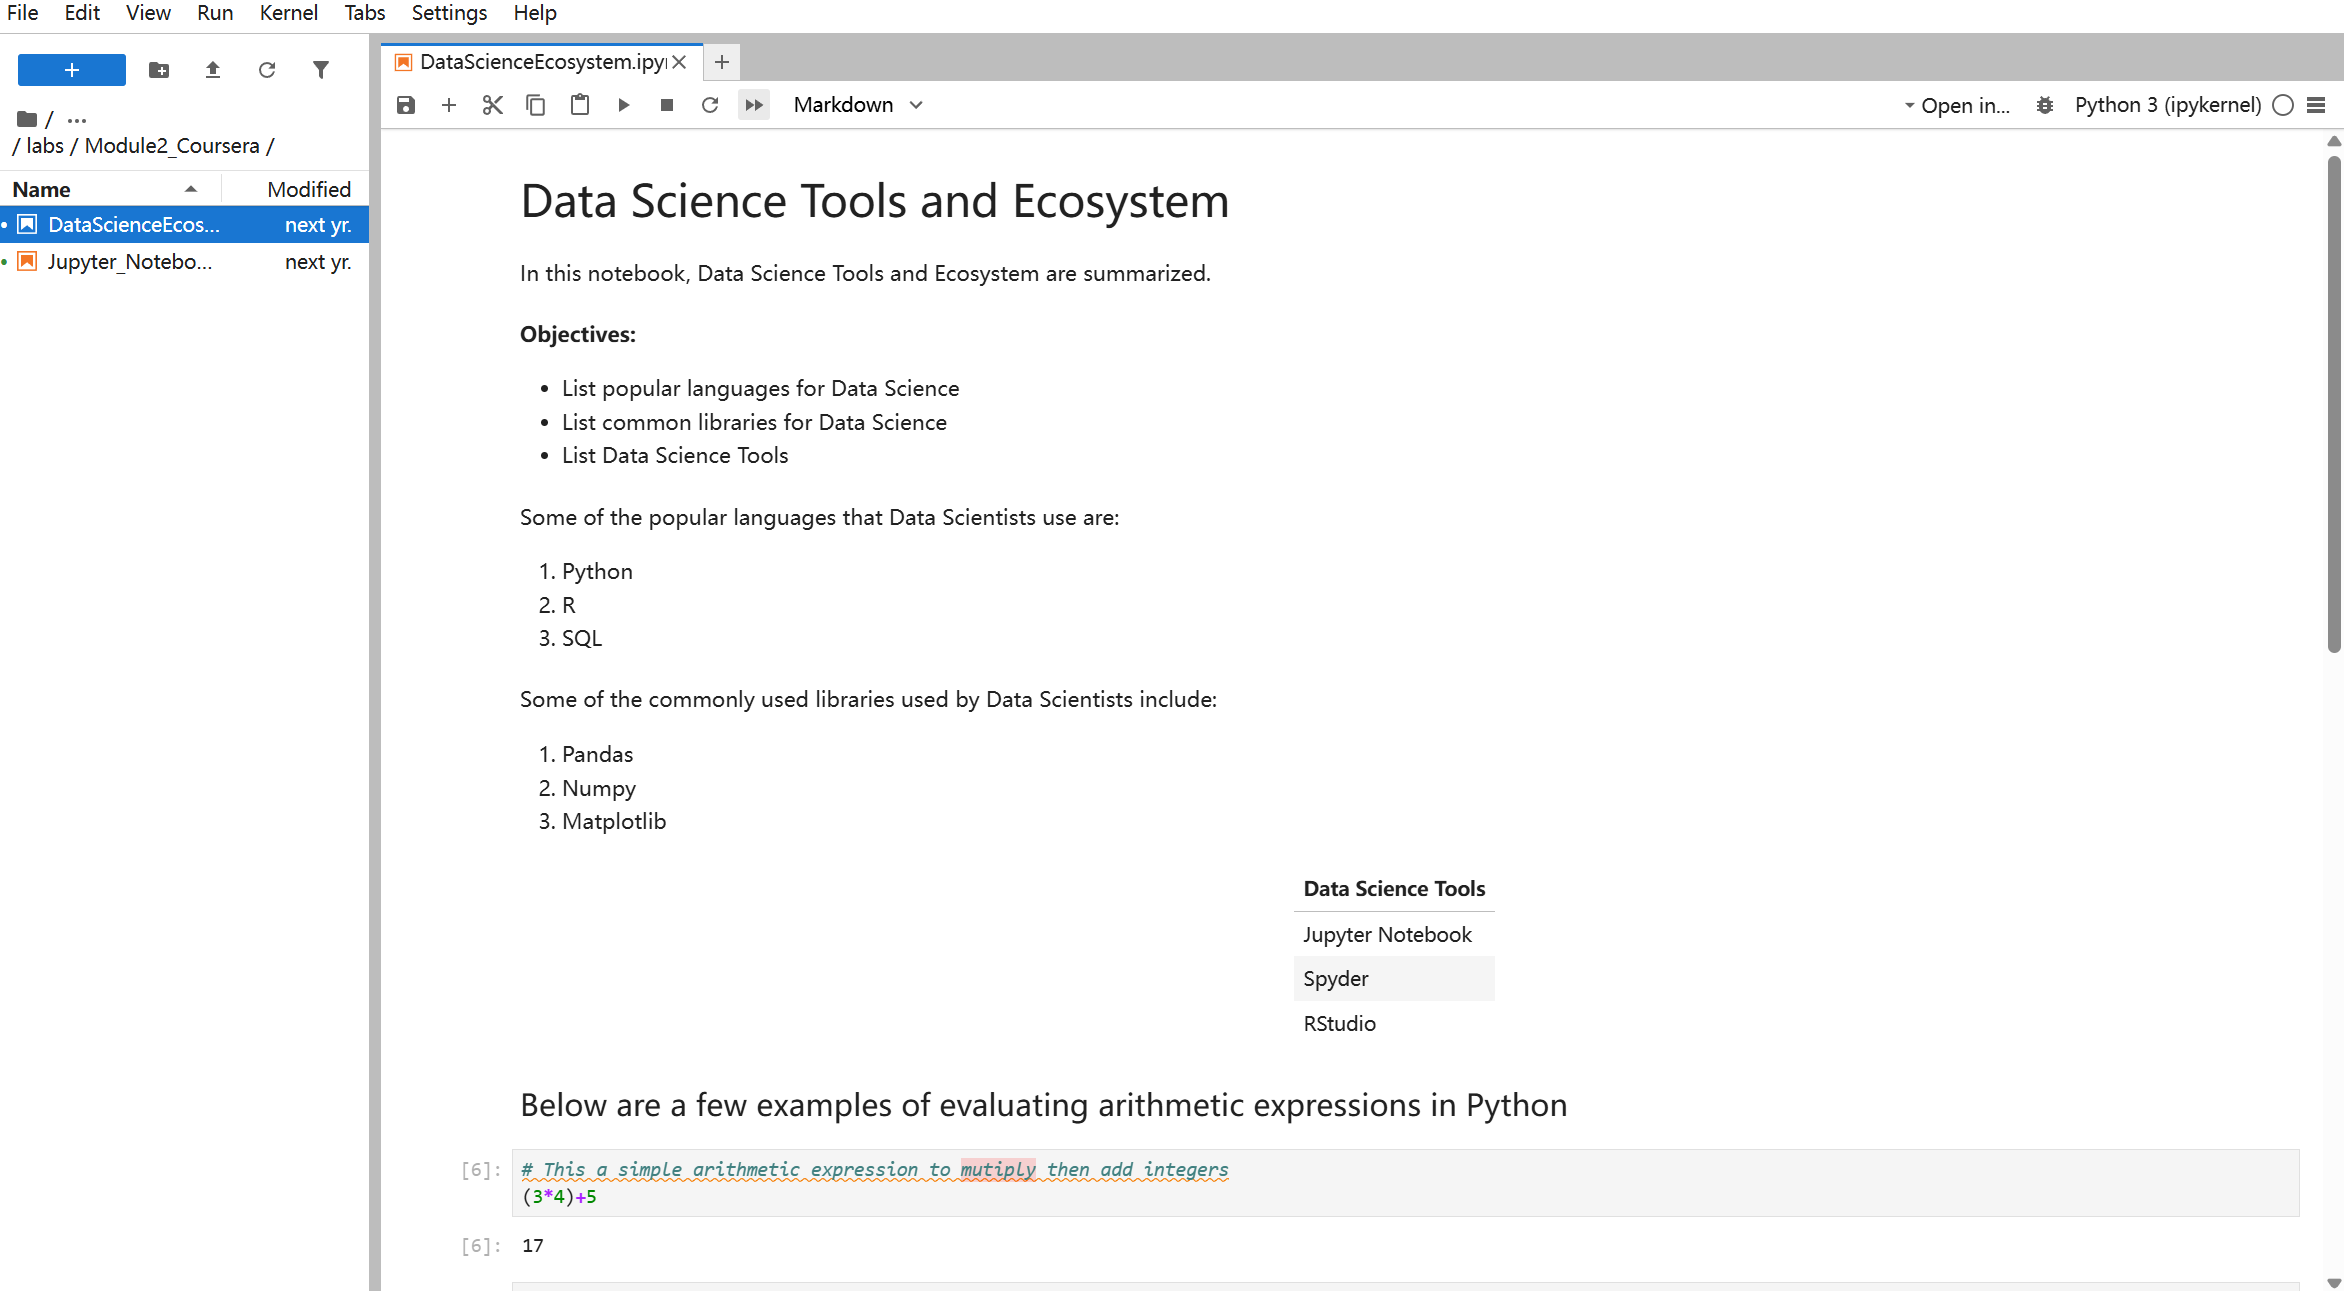 File Edit View Run Kernel Tabs Settings Help
DataScienceEcosystem.ipyn
Markdown
Open in...
Python 3 (ipykernel)
/ ...
/ labs / Module2_Coursera /
Name Modified
DataScienceEcos... next yr.
Jupyter_Notebo... next yr.
Data Science Tools and Ecosystem
In this notebook, Data Science Tools and Ecosystem are summarized.
Objectives:
• List popular languages for Data Science
• List common libraries for Data Science
• List Data Science Tools
Some of the popular languages that Data Scientists use are:
1. Python
2. R
3. SQL
Some of the commonly used libraries used by Data Scientists include:
1. Pandas
2. Numpy
3. Matplotlib
Data Science Tools
Jupyter Notebook
Spyder
RStudio
Below are a few examples of evaluating arithmetic expressions in Python
[6]: # This a simple arithmetic expression to mutiply then add integers
(3*4)+5
[6]: 17